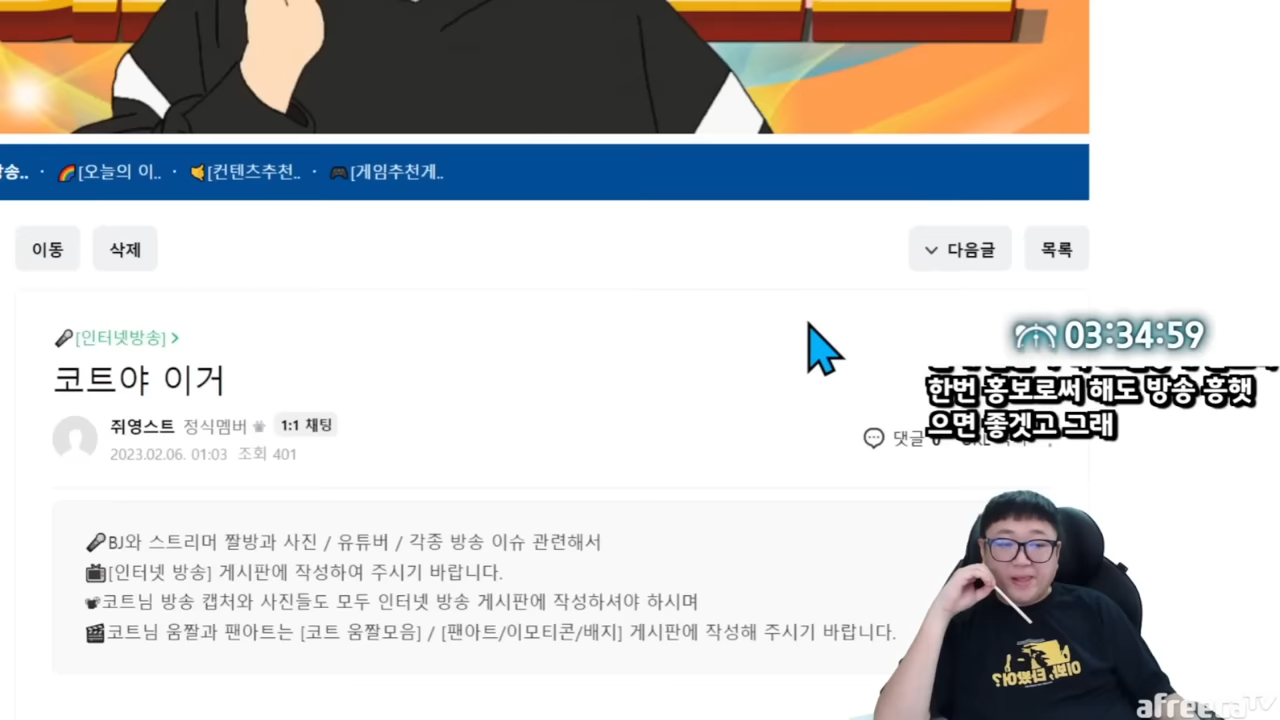 [오늘의 이..
[컨텐츠추천..
[게임추천게..
이동
삭제
다음글
목록
[인터넷방송]
03:34:59
코트야 이거
한번 홍보로써 해도 방송 흥햇
으면 좋겟고 그래
쥐영스트 정식멤버 1:1 채팅
댓글
2023.02.06. 01:03 조회 401
BJ와 스트리머 짤방과 사진 / 유튜버 / 각종 방송 이슈 관련해서
[인터넷 방송] 게시판에 작성하여 주시기 바랍니다.
코트님 방송 캡처와 사진들도 모두 인터넷 방송 게시판에 작성하셔야 하시며
코트님 움짤과 팬아트는 [코트 움짤모음] / [팬아트/이모티콘/배지] 게시판에 작성해 주시기 바랍니다.
afreecaTV